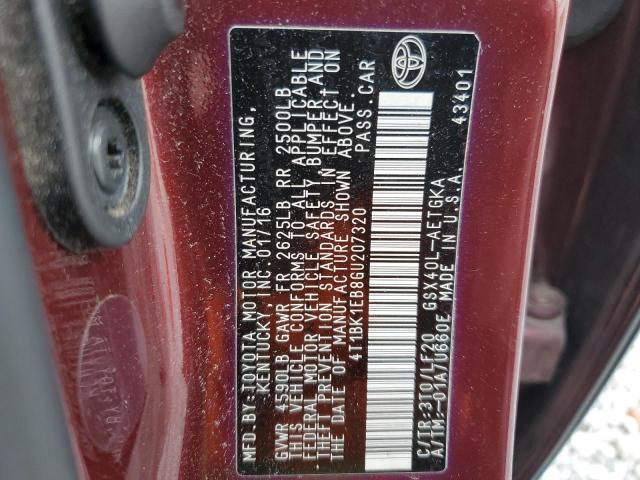 MFD.BY:TOYOTA MOTOR MANUFACTURING,
KENTUCKY, INC.01/16
GVWR 4590LB GAWR FR 2625LB RR 2500LB
THIS VEHICLE CONFORMS TO ALL APPLICABLE
FEDERAL MOTOR VEHICLE SAFETY, BUMPER, AND
THEFT PREVENTION STANDARDS IN EFFECT ON
THE DATE OF MANUFACTURE SHOWN ABOVE.
4T1BK1EB8GU207320 PASS.CAR
C/TR:3T0/LF20 GSX40L-AETGKA
A/TM:-01A/U660E MADE IN U.S.A.
43401